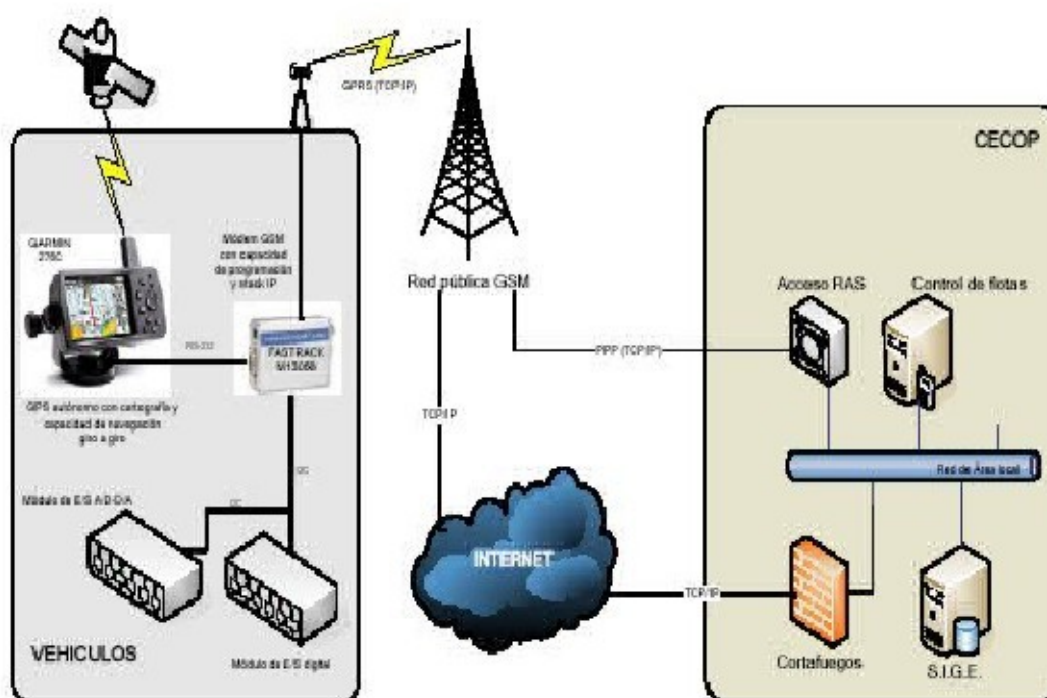 GPRS (TCP/IP)
CECOP
GARMIN
276C
Módem GSM
con capacidad
de programación
y stack IP
Red pública GSM
Acceso RAS
Control de flotas
RS-232
FASTRACK
PPP (TCP/IP)
GPS autónomo con cartografía y
capacidad de navegación
giro a giro
TCP/IP
Red de Área local
Módulo de E/S A-D-D-A
INTERNET
TCP/IP
VEHICULOS
Módulo de E/S digital
Cortafuegos
S.I.G.E.